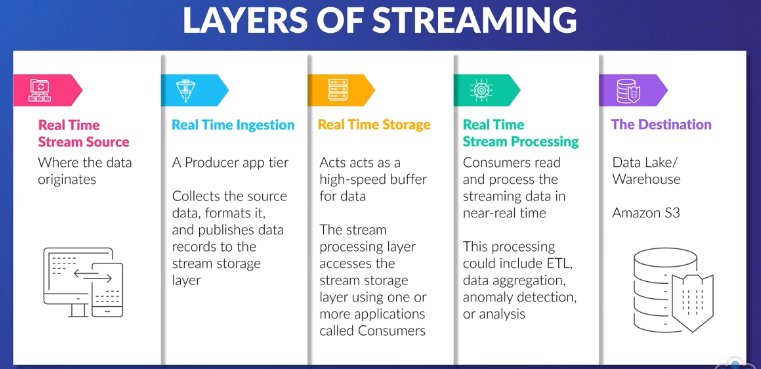 LAYERS OF STREAMING
Real Time
Stream Source
Where the data
originates
Real Time Ingestion
A Producer app tier
Collects the source
data, formats it,
and publishes data
records to the
stream storage
layer
Real Time Storage
Acts acts as a
high-speed buffer
for data
The stream
processing layer
accesses the
stream storage
layer using one or
more applications
called Consumers
Real Time
Stream Processing
Consumers read
and process the
streaming data in
near-real time
This processing
could include ETL,
data aggregation,
anomaly detection,
or analysis
The Destination
Data Lake/
Warehouse
Amazon S3